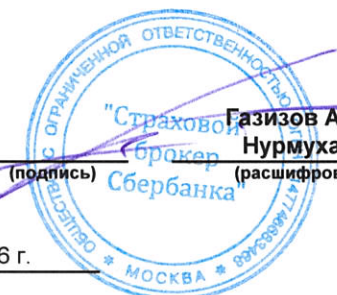 ОБЩЕСТВО С ОГРАНИЧЕННОЙ ОТВЕТСТВЕННОСТЬЮ
"Страховой
брокер
Сбербанка"
МОСКВА
Газизов А
Нурмуха
(подпись) (расшифров
6 г.